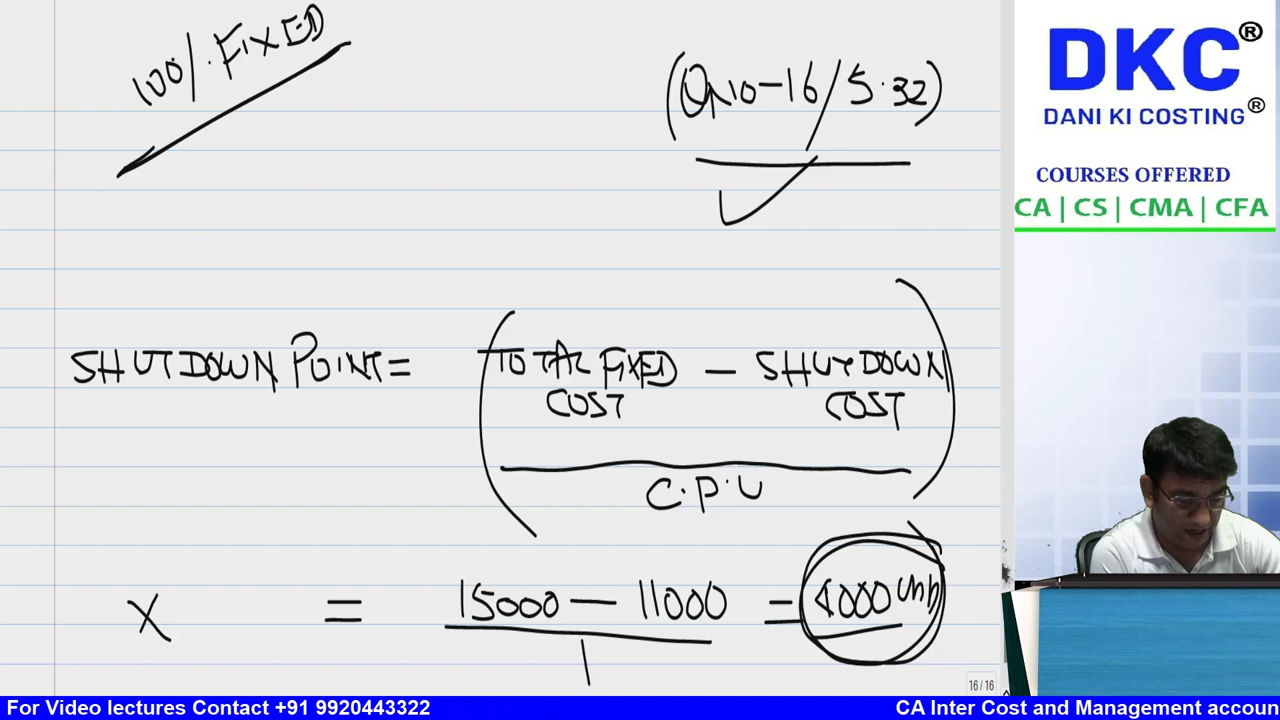 100%. FIXED
(Qn10-16/5.32)
SHUTDOWN POINT = TOTAL FIXED COST - SHUTDOWN COST
C.P.U
X = 15000 - 11000 = 4000 Units
1
16/16
DKC®
DANI KI COSTING®
COURSES OFFERED
CA | CS | CMA | CFA
For Video lectures Contact +91 9920443322
CA Inter Cost and Management accoun